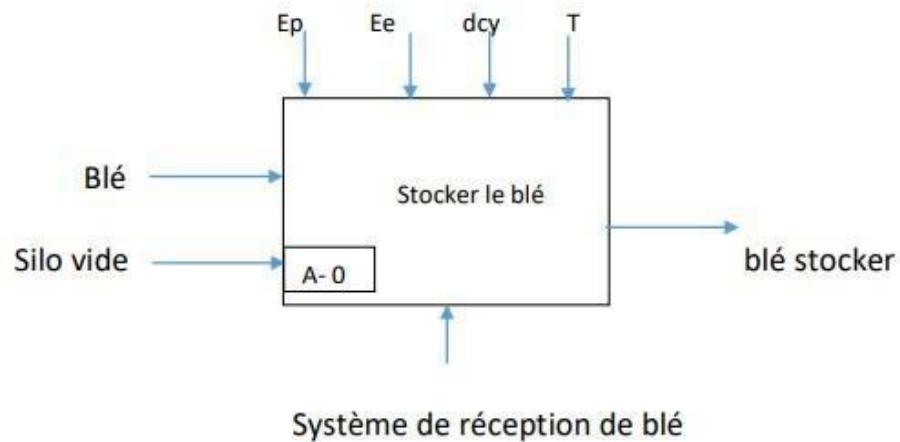 Ep Ee dcy T
Blé
Stocker le blé
Silo vide
A- 0
blé stocker
Système de réception de blé